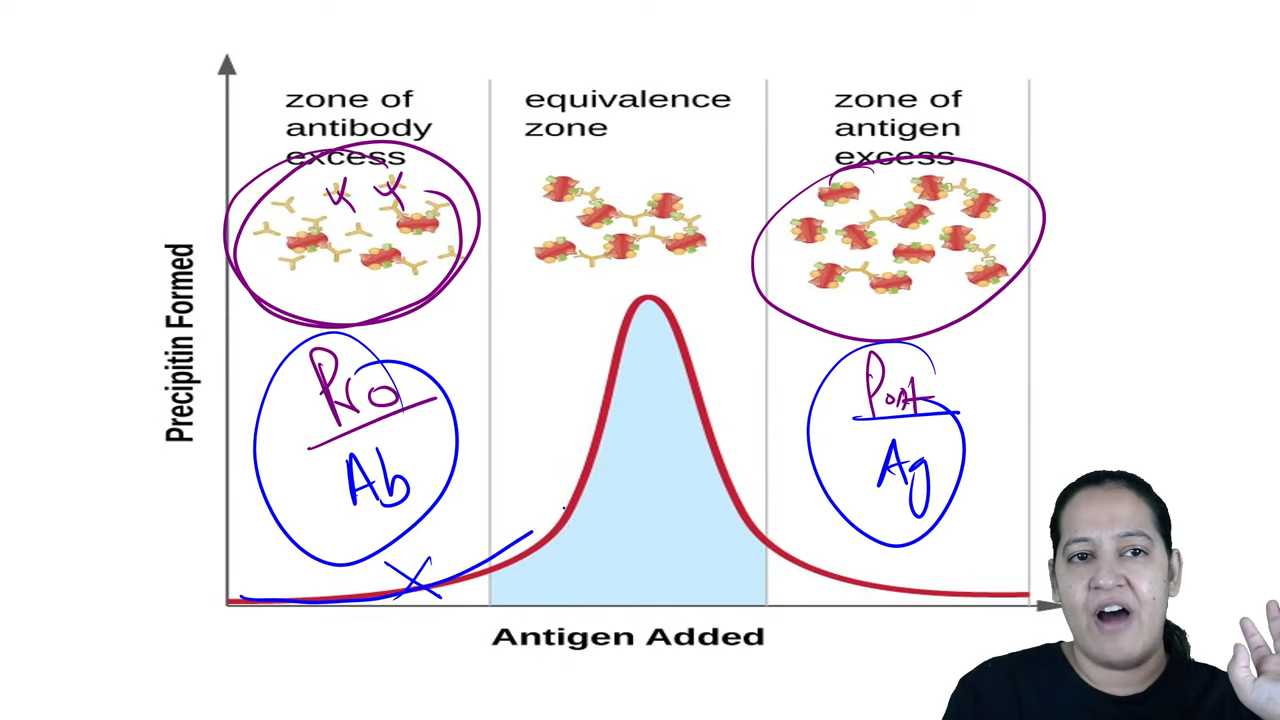 zone of
antibody
excess
equivalence
zone
zone of
antigen
excess
Precipitin Formed
Pro
Ab
Post
Ag
Antigen Added